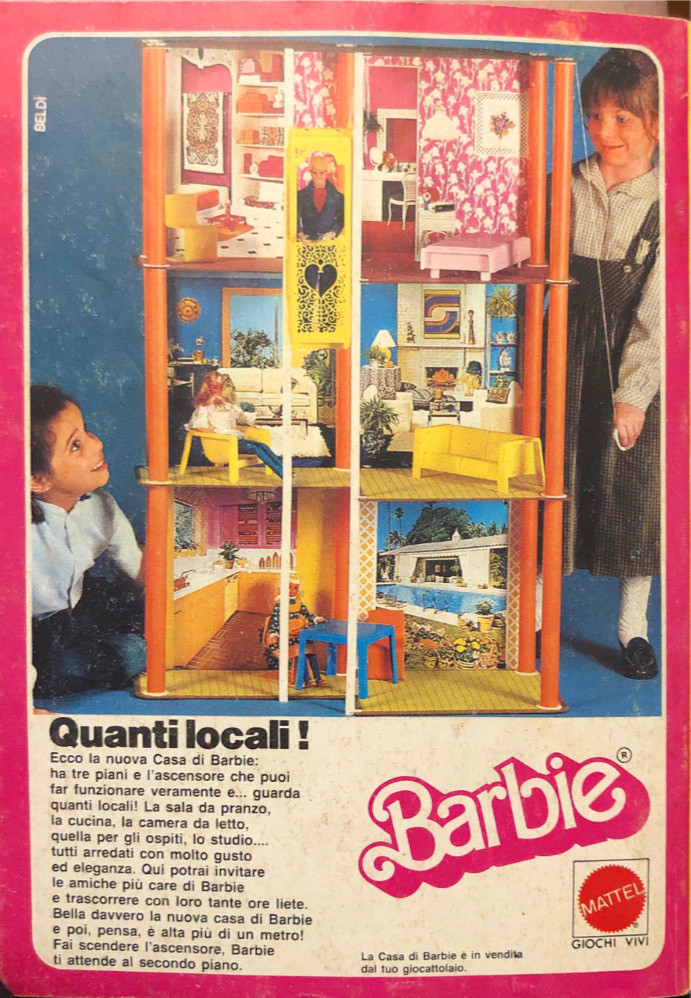 BELDÌ
Quanti locali !
Ecco la nuova Casa di Barbie:
ha tre piani e l'ascensore che puoi
far funzionare veramente e... guarda
quanti locali! La sala da pranzo,
la cucina, la camera da letto,
quella per gli ospiti, lo studio....
tutti arredati con molto gusto
ed eleganza. Qui potrai invitare
le amiche più care di Barbie
e trascorrere con loro tante ore liete.
Bella davvero la nuova casa di Barbie
e poi, pensa, è alta più di un metro!
Fai scendere l'ascensore, Barbie
ti attende al secondo piano.
Barbie®
MATTEL®
GIOCHI VIVI
La Casa di Barbie è in vendita
dal tuo giocattolaio.